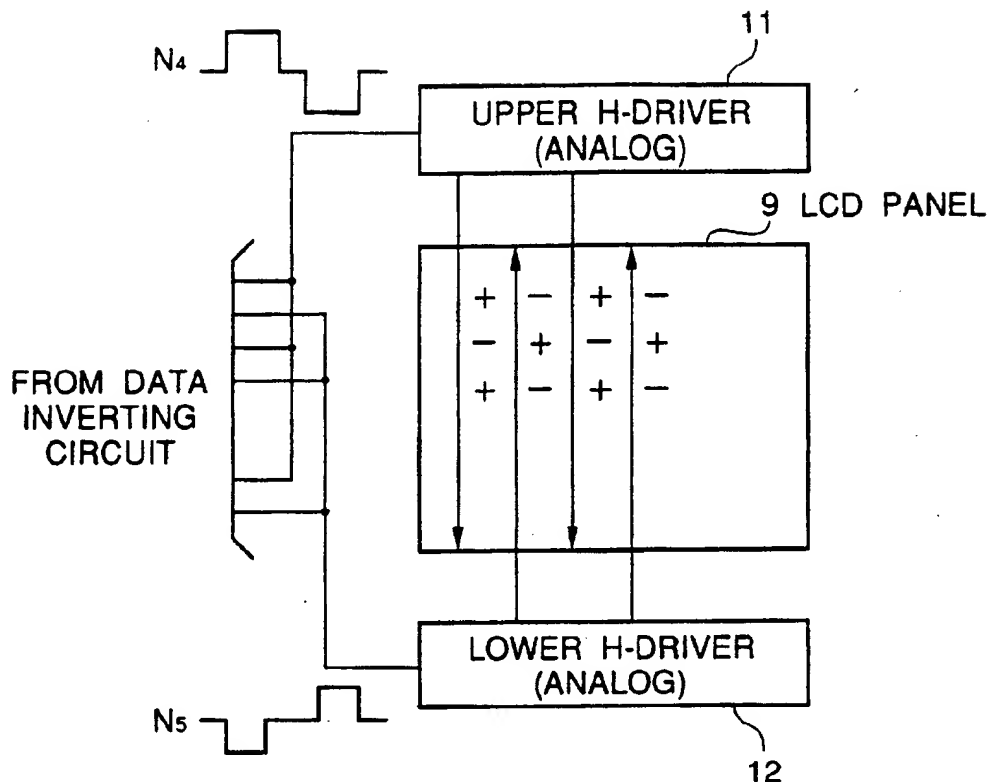 11
N4
UPPER H-DRIVER
(ANALOG)
9 LCD PANEL
+ - + -
- + - +
+ - + -
FROM DATA
INVERTING
CIRCUIT
LOWER H-DRIVER
(ANALOG)
N5
12